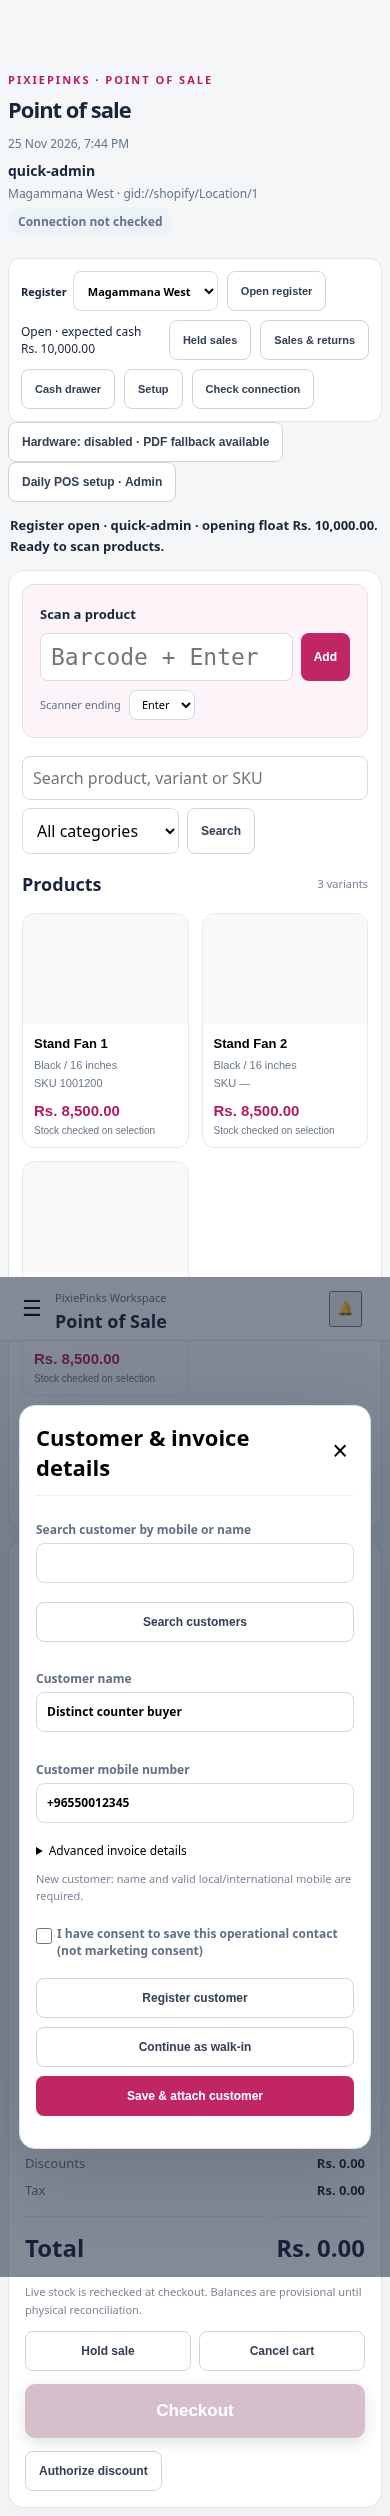 PIXIEPINKS · POINT OF SALE
Point of sale
25 Nov 2026, 7:44 PM
quick-admin
Magammana West · gid://shopify/Location/1
Connection not checked
Register Magammana West Open register
Open · expected cash
Rs. 10,000.00
Held sales Sales & returns
Cash drawer Setup Check connection
Hardware: disabled · PDF fallback available
Daily POS setup · Admin
Register open · quick-admin · opening float Rs. 10,000.00.
Ready to scan products.
Scan a product
Barcode + Enter Add
Scanner ending Enter
Search product, variant or SKU
All categories Search
Products 3 variants
Stand Fan 1
Black / 16 inches
SKU 1001200
Rs. 8,500.00
Stock checked on selection
Stand Fan 2
Black / 16 inches
SKU —
Rs. 8,500.00
Stock checked on selection
☰ PixiePinks Workspace
Point of Sale
Rs. 8,500.00
Stock checked on selection
Customer & invoice
details
✕
Search customer by mobile or name
Search customers
Customer name
Distinct counter buyer
Customer mobile number
+96550012345
▶ Advanced invoice details
New customer: name and valid local/international mobile are
required.
I have consent to save this operational contact
(not marketing consent)
Register customer
Continue as walk-in
Save & attach customer
Discounts Rs. 0.00
Tax Rs. 0.00
Total Rs. 0.00
Live stock is rechecked at checkout. Balances are provisional until
physical reconciliation.
Hold sale Cancel cart
Checkout
Authorize discount